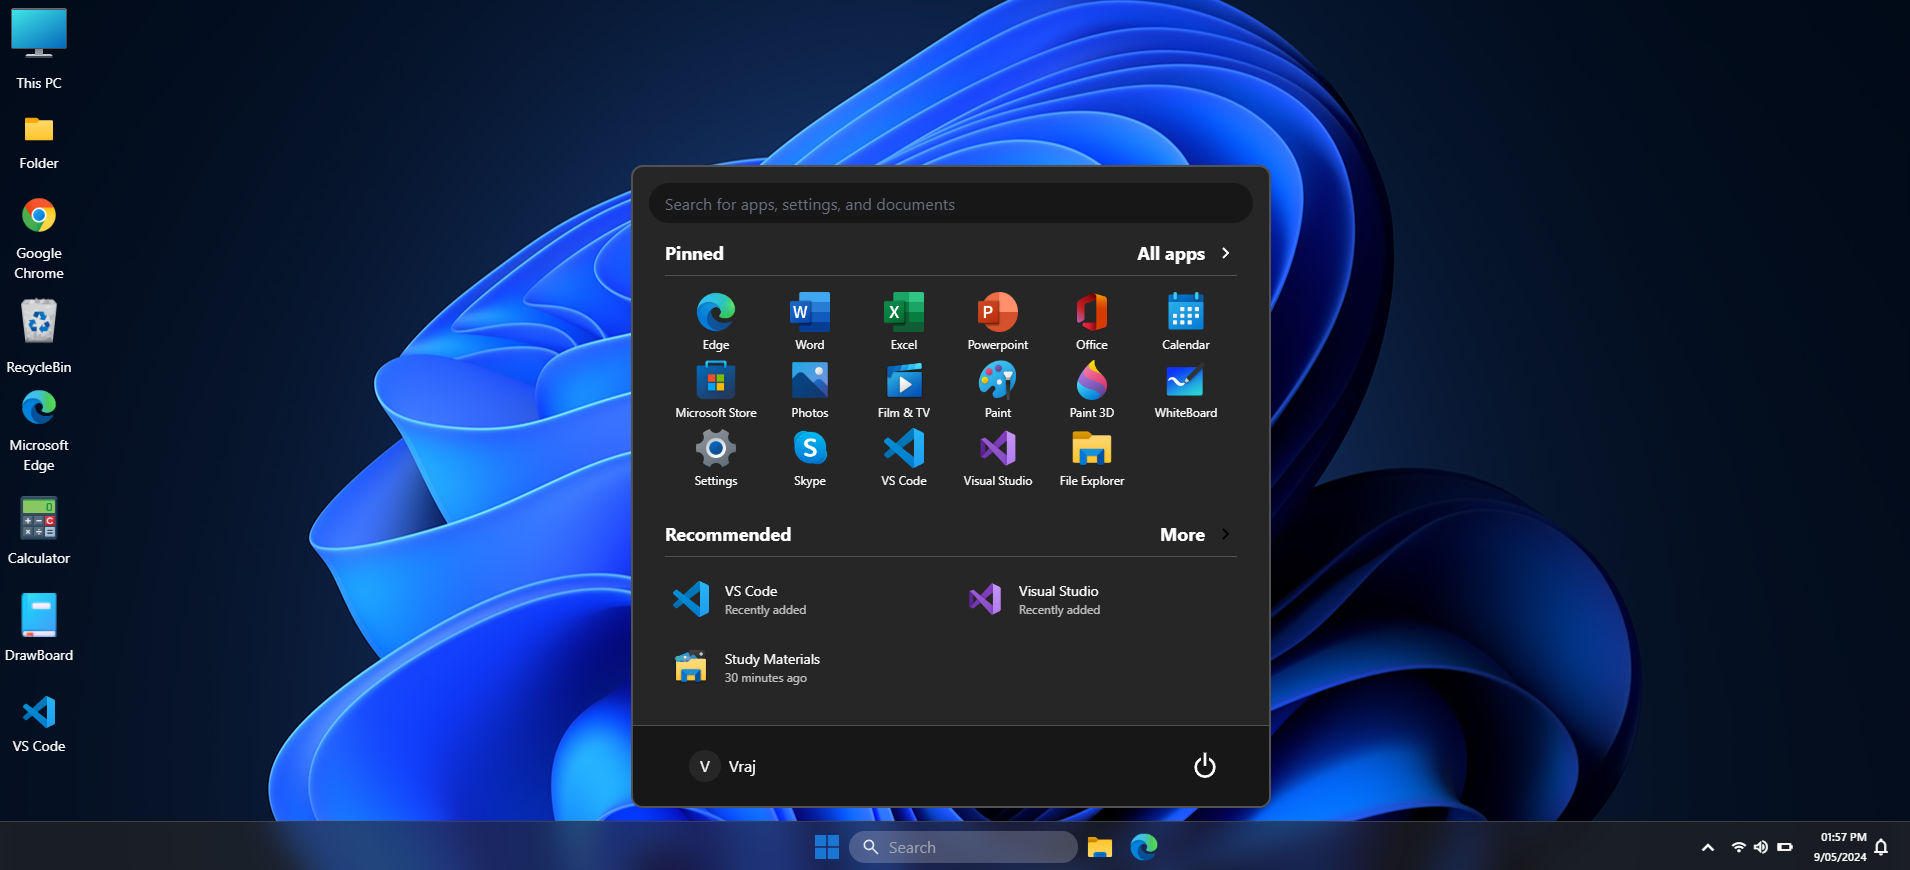 This PC
Folder
Google
Chrome
RecycleBin
Microsoft
Edge
0
Calculator
DrawBoard
VS Code
Search for apps, settings, and documents
Pinned
All apps
Edge
Word
Excel
Powerpoint
Office
Calendar
Microsoft Store
Photos
Film & TV
Paint
Paint 3D
WhiteBoard
Settings
Skype
VS Code
Visual Studio
File Explorer
Recommended
More
VS Code
Recently added
Visual Studio
Recently added
Study Materials
30 minutes ago
V
Vraj
Search
01:57 PM
9/05/2024